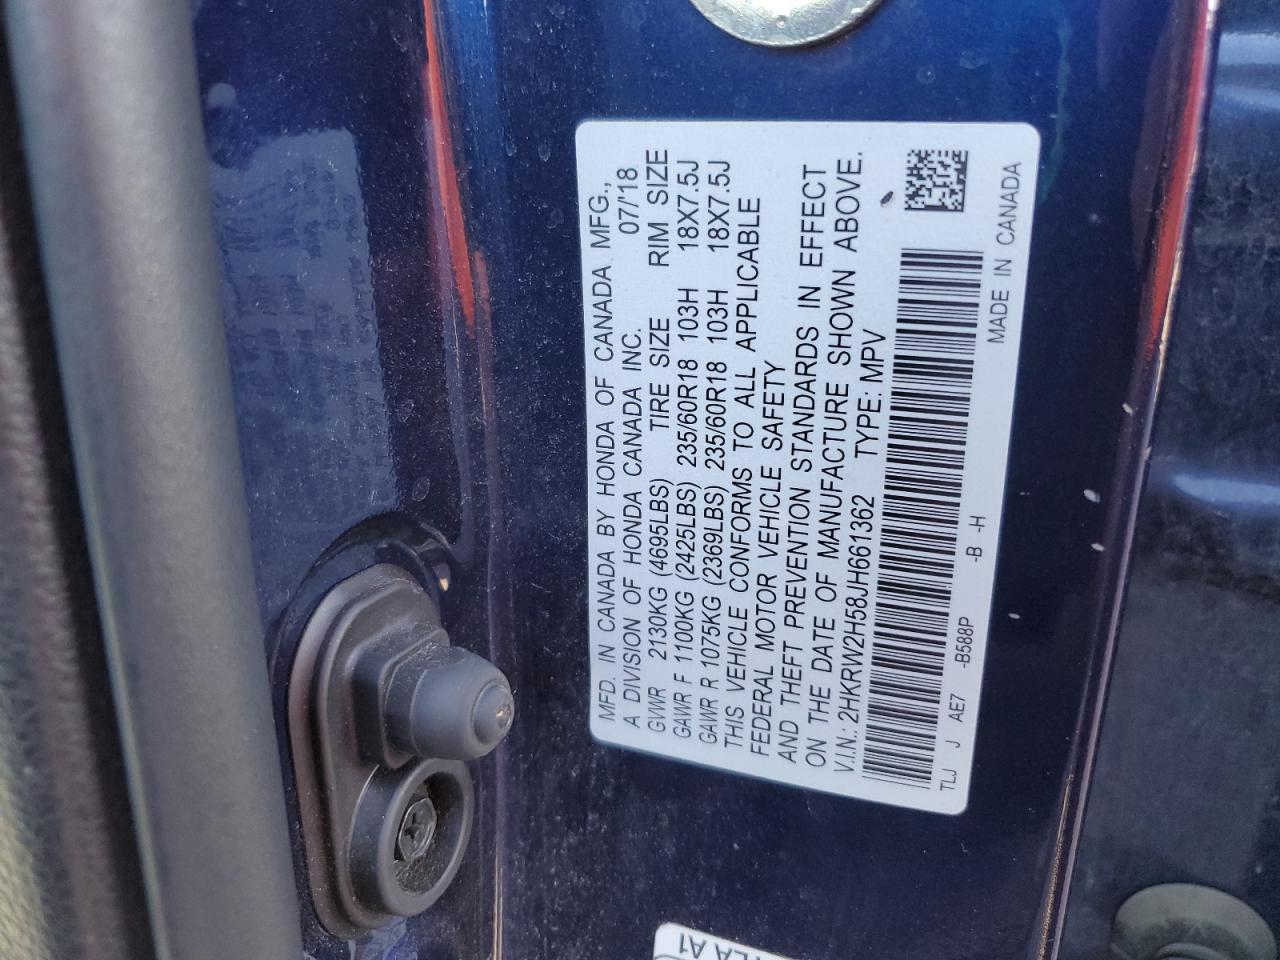 MFD. IN CANADA BY HONDA OF CANADA MFG.,
A DIVISION OF HONDA CANADA INC. 07/'18
GVWR 2130KG (4695LBS) TIRE SIZE RIM SIZE
GAWR F 1100KG (2425LBS) 235/60R18 103H 18X7.5J
GAWR R 1075KG (2369LBS) 235/60R18 103H 18X7.5J
THIS VEHICLE CONFORMS TO ALL APPLICABLE
FEDERAL MOTOR VEHICLE SAFETY
AND THEFT PREVENTION STANDARDS IN EFFECT
ON THE DATE OF MANUFACTURE SHOWN ABOVE.
V.I.N.: 2HKRW2H58JH661362 TYPE: MPV
TLJ J AE7 -B588P -B -H
MADE IN CANADA
A1